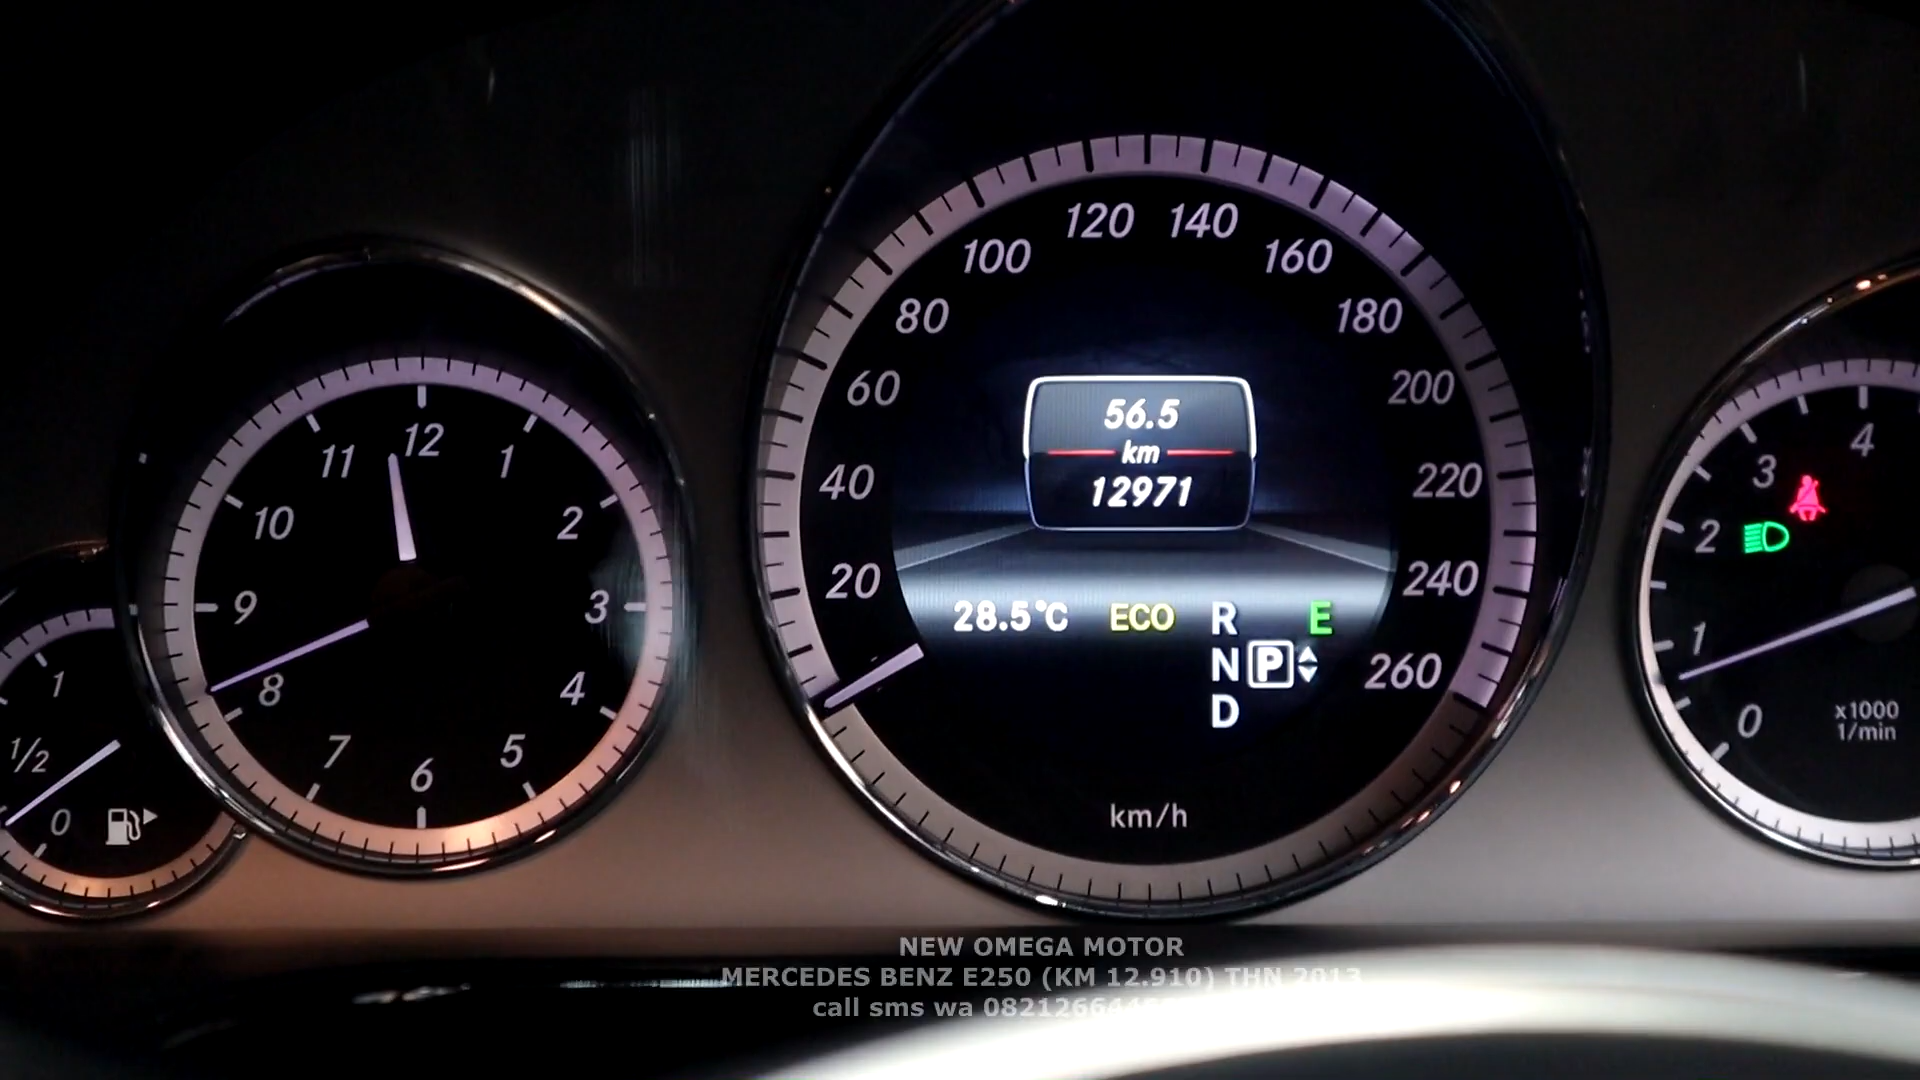 120 140
100 160
80 180
60 200
40 220
20 240
260
56.5
km
12971
28.5°C ECO R E
N P
D
km/h
12
11 1
10 2
9 3
8 4
7 5
6
1
1/2
0
4
3
2
1
0
x1000
1/min
NEW OMEGA MOTOR
MERCEDES BENZ E250 (KM 12.910) THN 2013
call sms wa